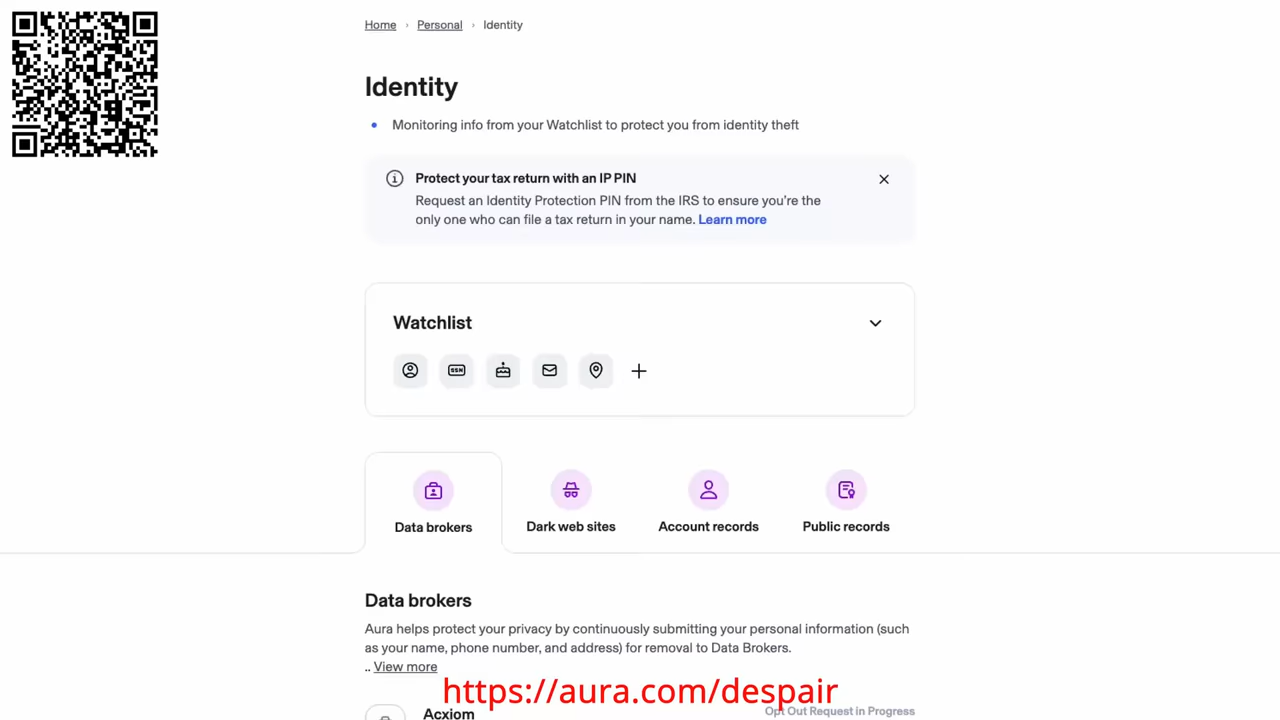 Home › Personal › Identity
Identity
• Monitoring info from your Watchlist to protect you from identity theft
Protect your tax return with an IP PIN
Request an Identity Protection PIN from the IRS to ensure you’re the
only one who can file a tax return in your name. Learn more
Watchlist
SSN
Data brokers
Dark web sites
Account records
Public records
Data brokers
Aura helps protect your privacy by continuously submitting your personal information (such
as your name, phone number, and address) for removal to Data Brokers.
.. View more
https://aura.com/despair
Acxiom
Opt Out Request in Progress